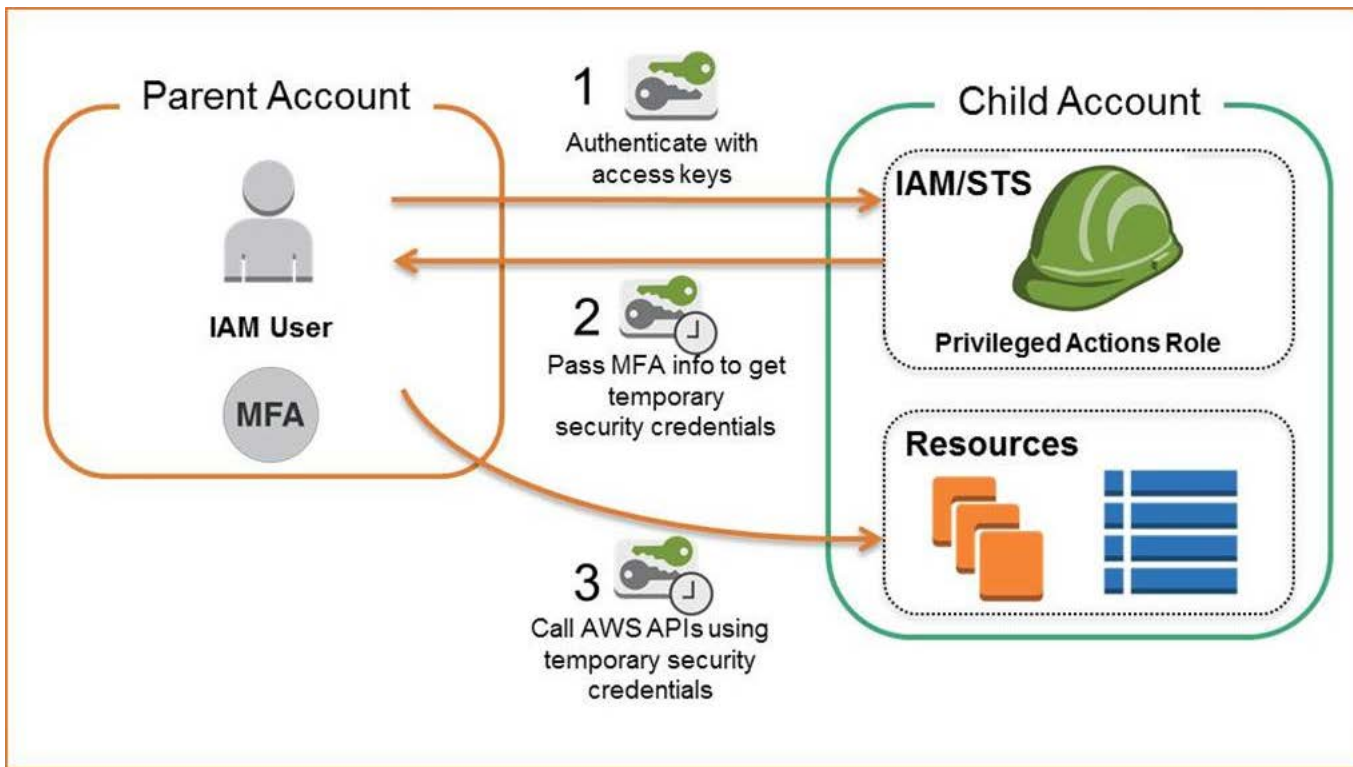 Parent Account
IAM User
MFA
1
Authenticate with
access keys
2
Pass MFA info to get
temporary
security credentials
3
Call AWS APIs using
temporary security
credentials
Child Account
IAM/STS
Privileged Actions Role
Resources